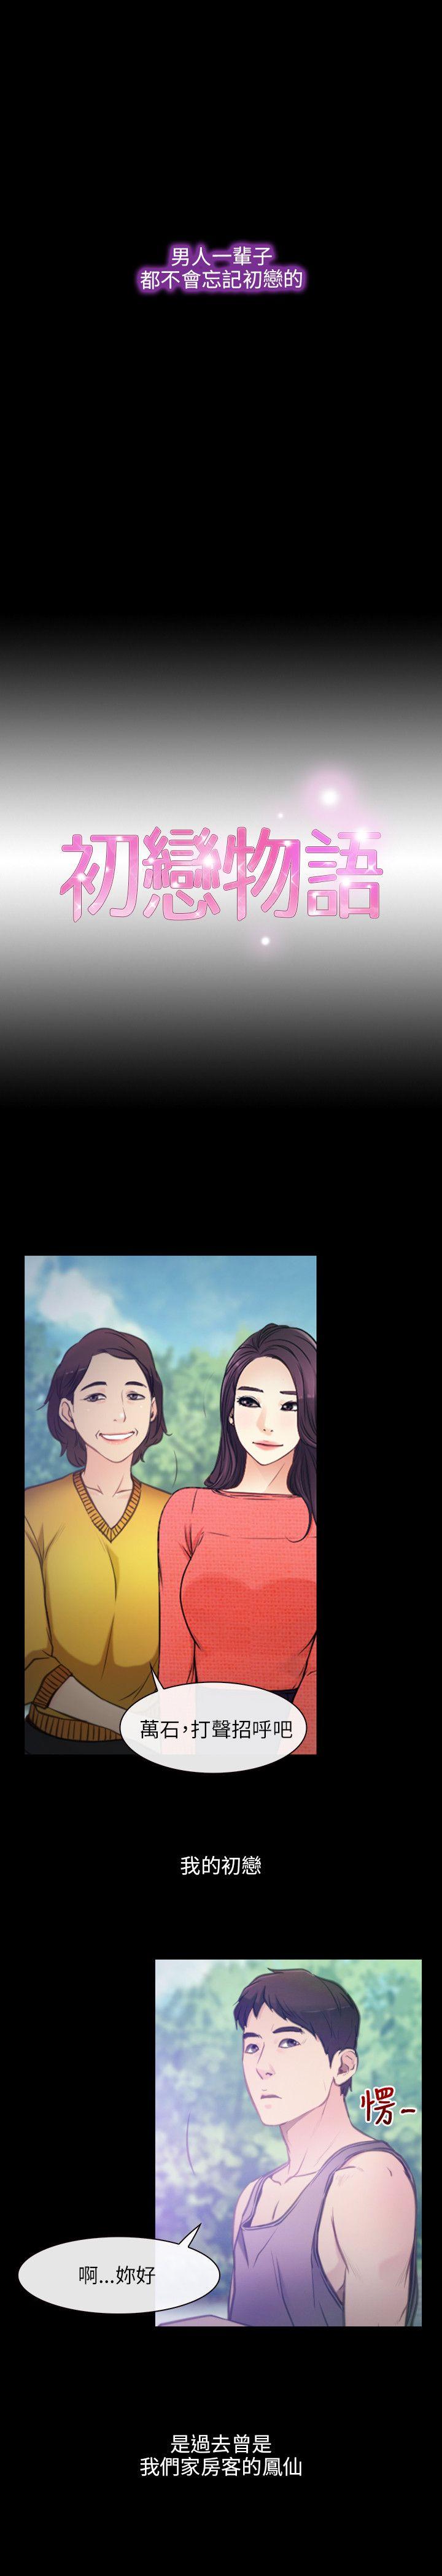 男人一輩子
都不會忘記初戀的
初戀物語
萬石，打聲招呼吧
我的初戀
愣-
啊...妳好
是過去曾是
我們家房客的鳳仙